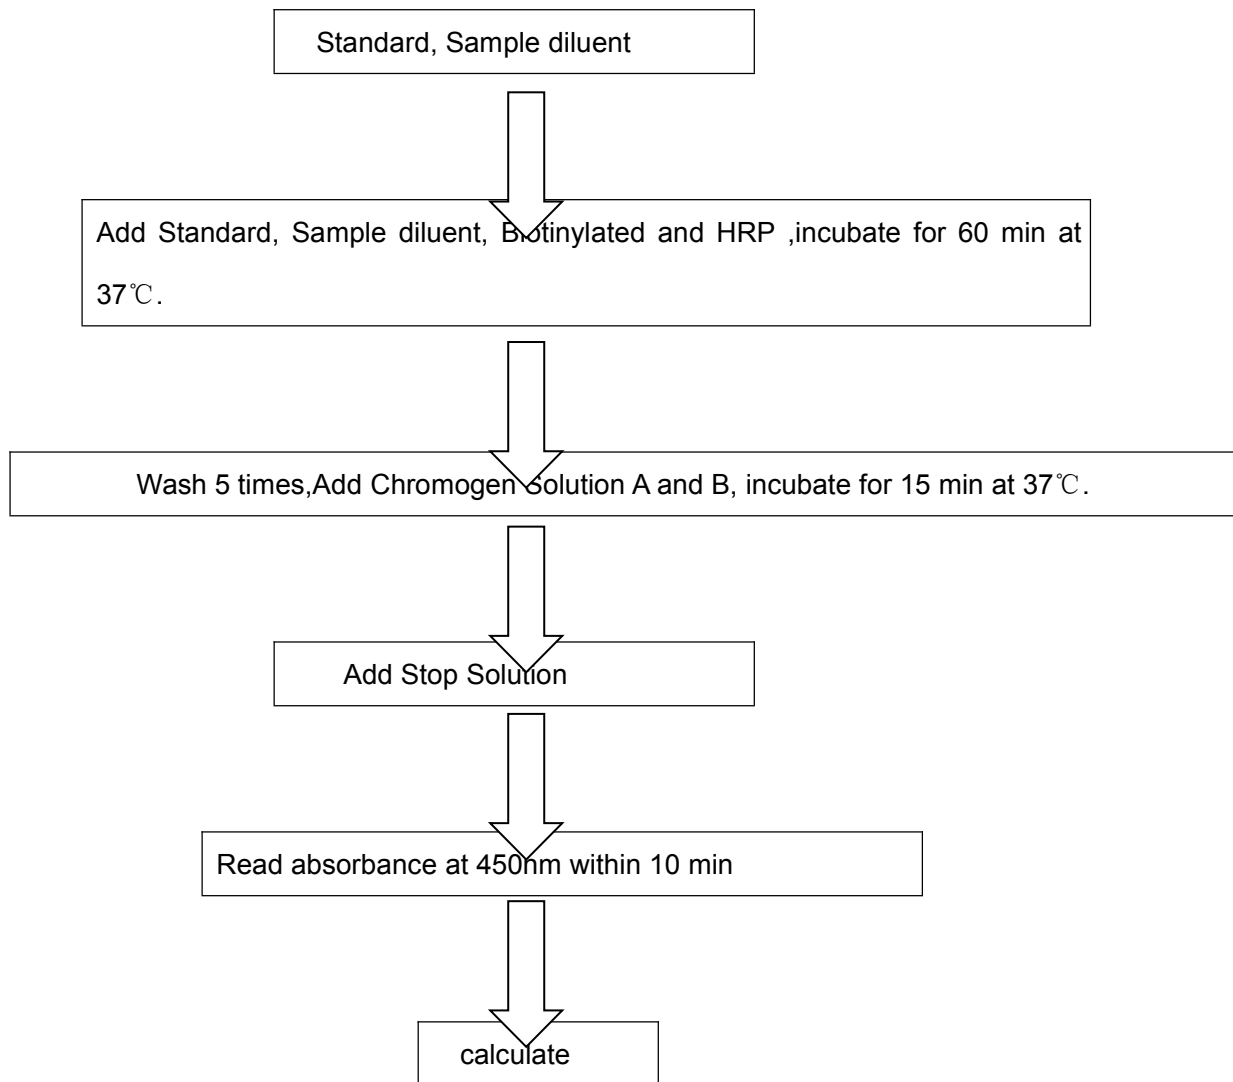 Standard, Sample diluent
Add Standard, Sample diluent, Biotinylated and HRP ,incubate for 60 min at
37℃.
Wash 5 times,Add Chromogen Solution A and B, incubate for 15 min at 37℃.
Add Stop Solution
Read absorbance at 450nm within 10 min
calculate